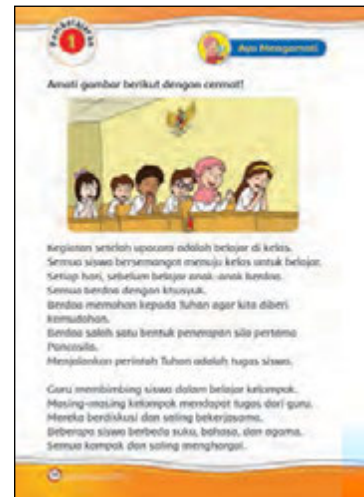 Pembelajaran
1
Ayo Mengamati
Amati gambar berikut dengan cermat!
Kegiatan setelah upacara adalah belajar di kelas.
Semua siswa bersemangat menuju kelas untuk belajar.
Setiap hari, sebelum belajar anak-anak berdoa.
Semua berdoa dengan khusyuk.
Berdoa memohon kepada Tuhan agar kita diberi
kemudahan.
Berdoa salah satu bentuk penerapan sila pertama
Pancasila.
Menjalankan perintah Tuhan adalah tugas siswa.
Guru membimbing siswa dalam belajar kelompok.
Masing-masing kelompok mendapat tugas dari guru.
Mereka berdiskusi dan saling bekerjasama.
Beberapa siswa berbeda suku, bahasa, dan agama.
Semua kompak dan saling menghargai.